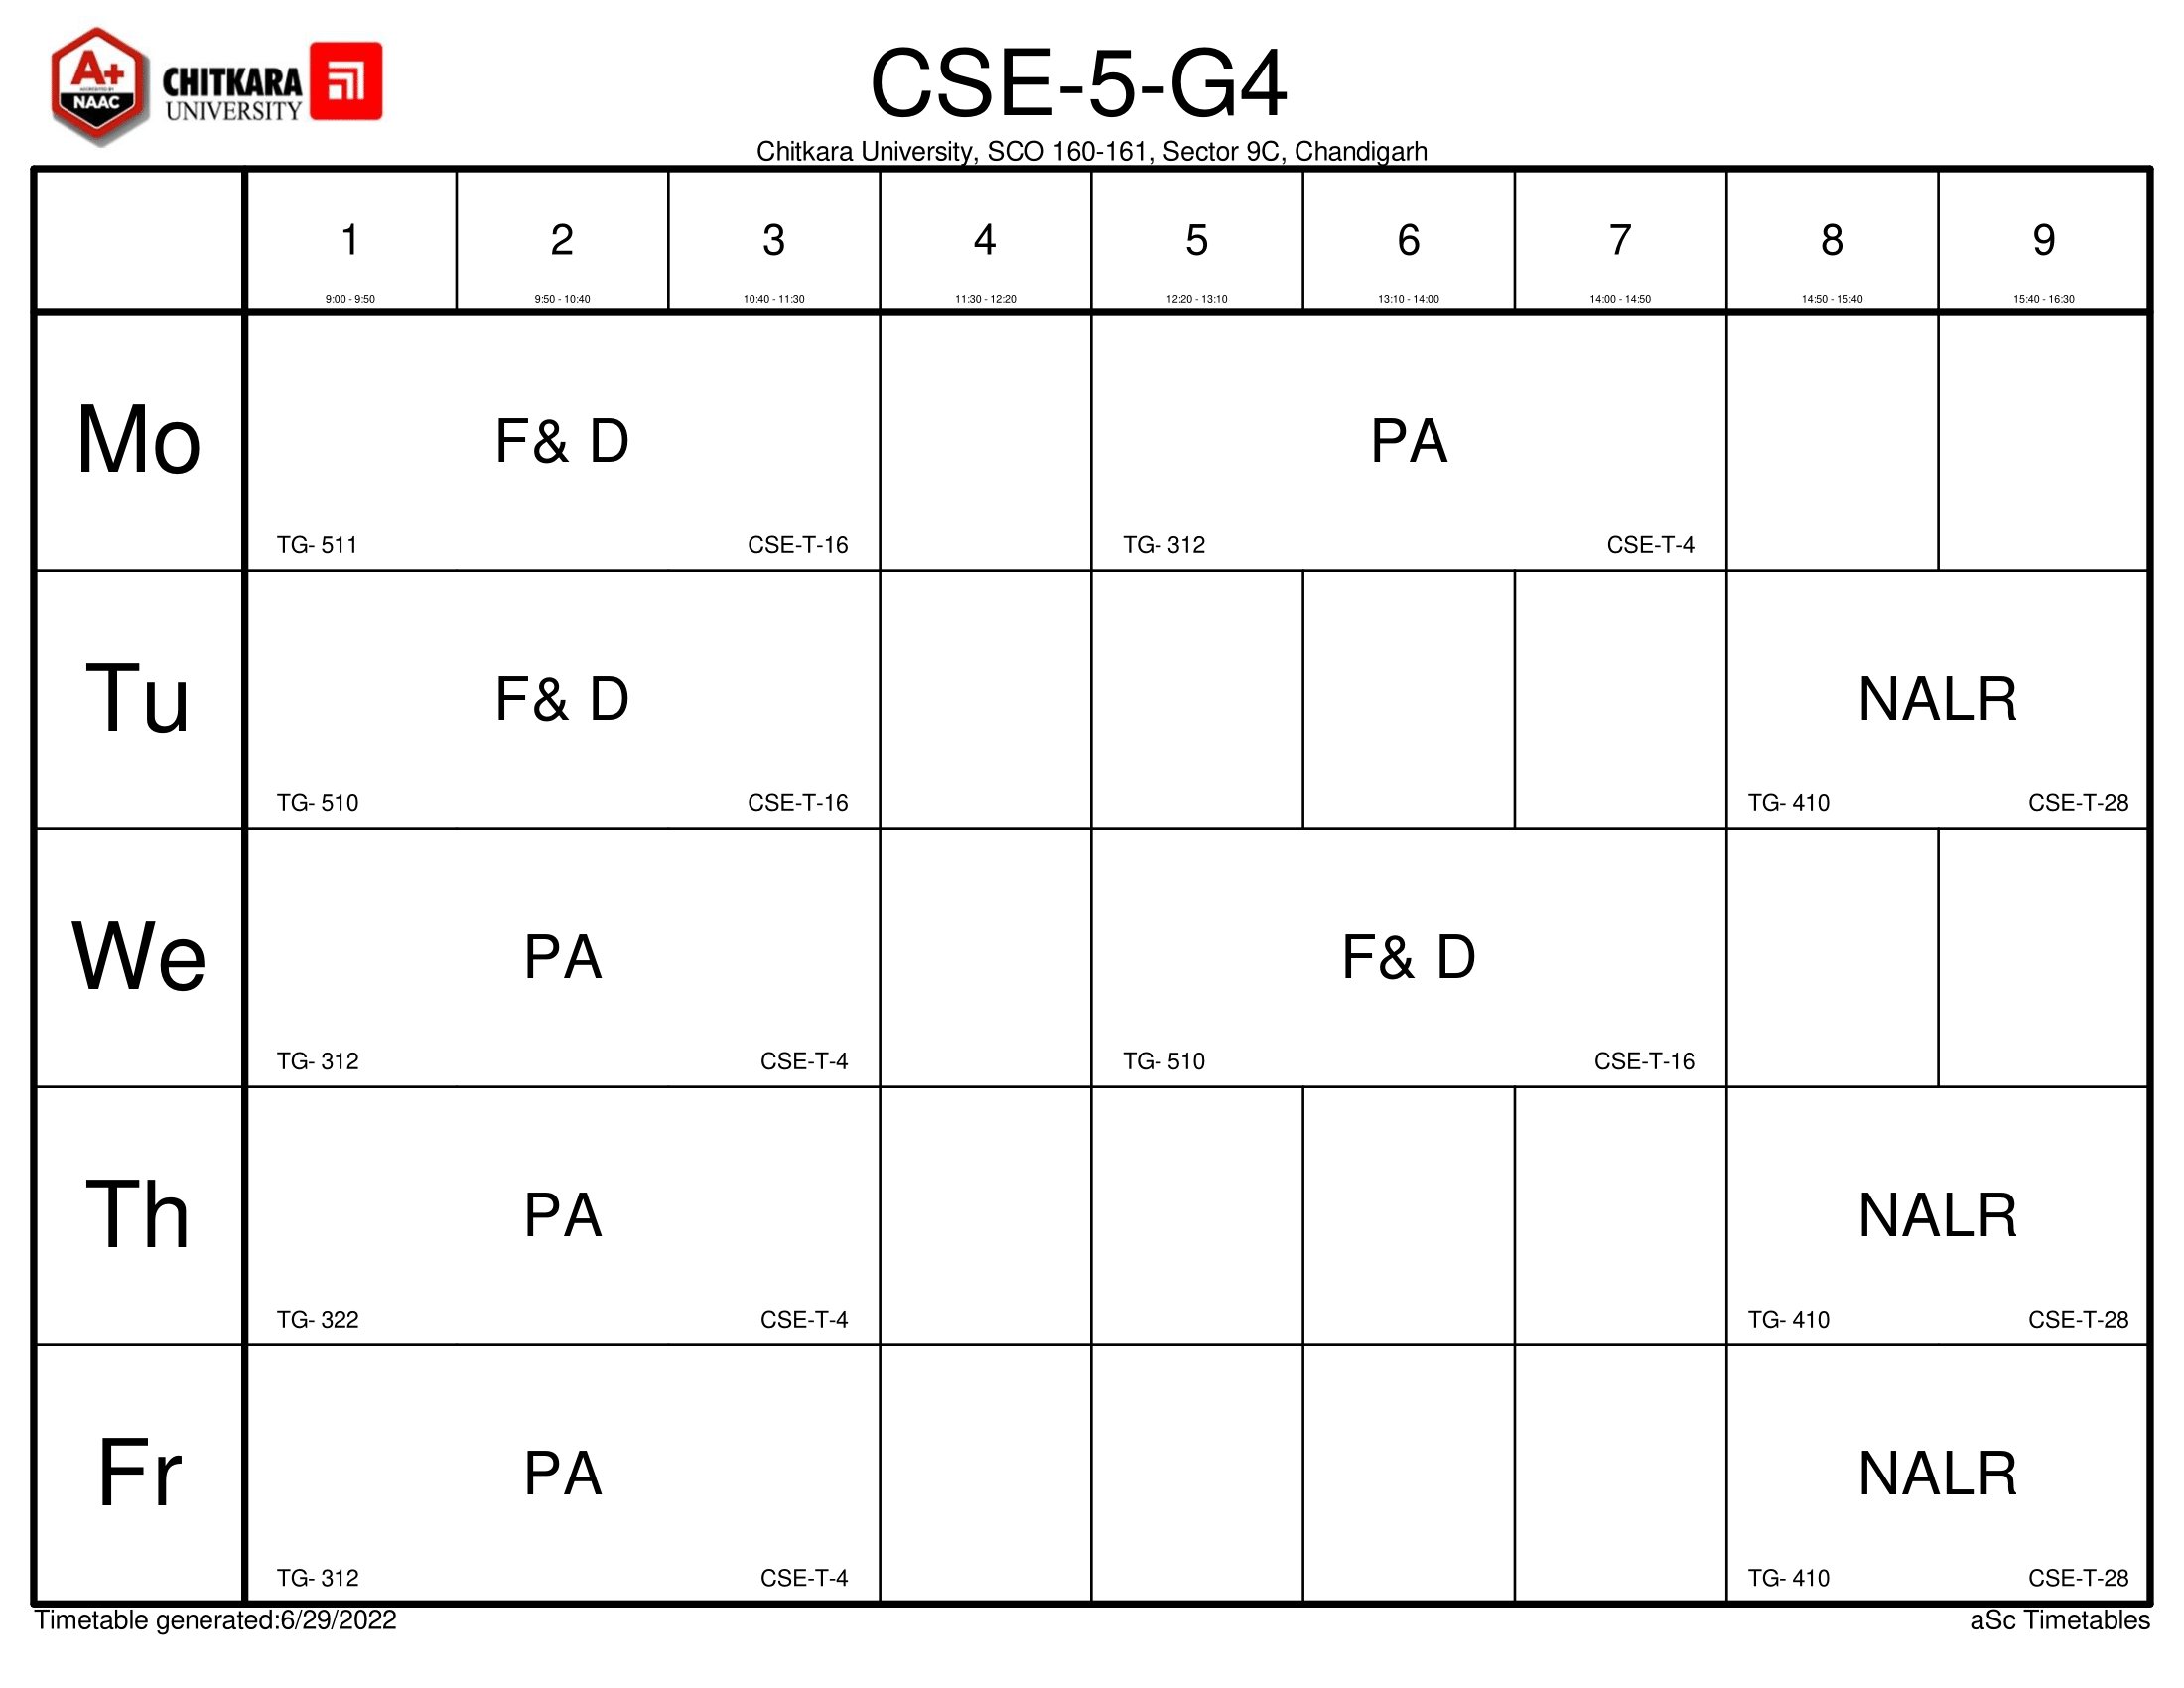 A+
ACCREDITED BY
NAAC
CHITKARA
UNIVERSITY
CSE-5-G4
Chitkara University, SCO 160-161, Sector 9C, Chandigarh
1 2 3 4 5 6 7 8 9
9:00 - 9:50 9:50 - 10:40 10:40 - 11:30 11:30 - 12:20 12:20 - 13:10 13:10 - 14:00 14:00 - 14:50 14:50 - 15:40 15:40 - 16:30
Mo F& D PA
TG- 511 CSE-T-16 TG- 312 CSE-T-4
Tu F& D NALR
TG- 510 CSE-T-16 TG- 410 CSE-T-28
We PA F& D
TG- 312 CSE-T-4 TG- 510 CSE-T-16
Th PA NALR
TG- 322 CSE-T-4 TG- 410 CSE-T-28
Fr PA NALR
TG- 312 CSE-T-4 TG- 410 CSE-T-28
Timetable generated:6/29/2022 aSc Timetables